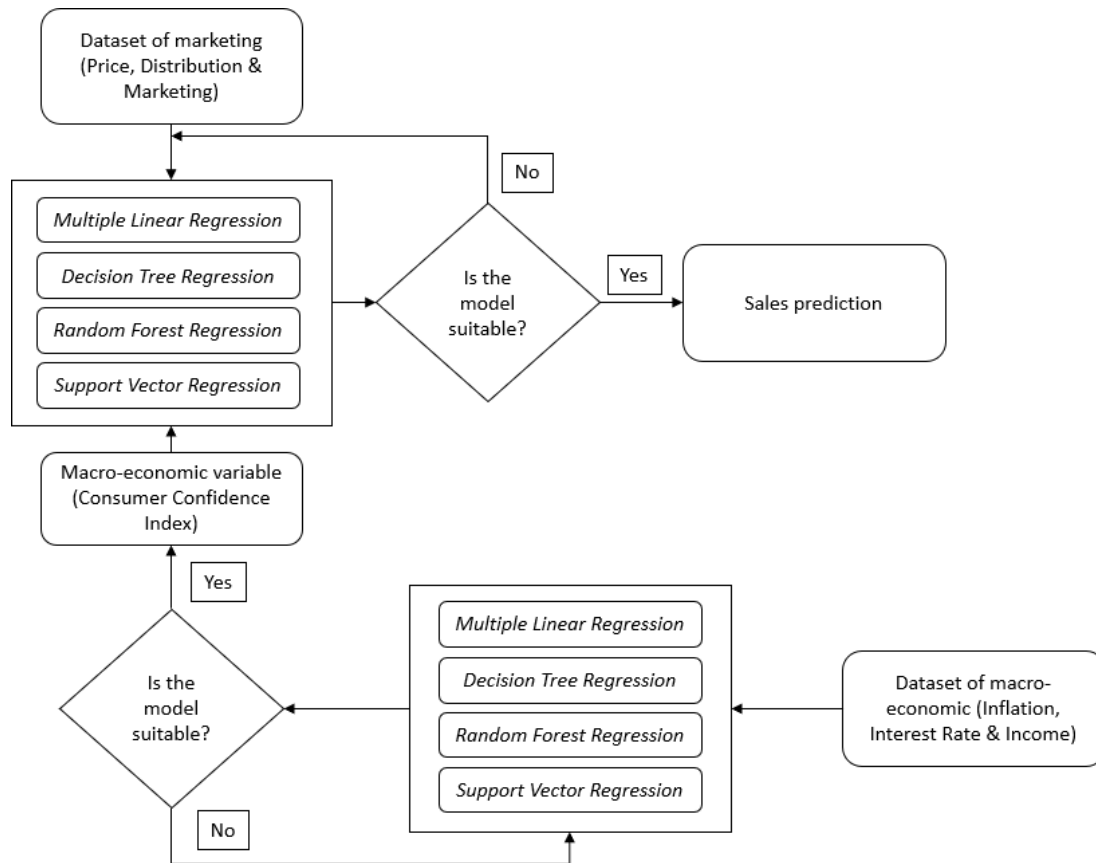 Dataset of marketing
(Price, Distribution &
Marketing)
No
Multiple Linear Regression
Decision Tree Regression
Random Forest Regression
Support Vector Regression
Is the
model
suitable?
Yes
Sales prediction
Macro-economic variable
(Consumer Confidence
Index)
Yes
Is the
model
suitable?
No
Multiple Linear Regression
Decision Tree Regression
Random Forest Regression
Support Vector Regression
Dataset of macro-
economic (Inflation,
Interest Rate & Income)